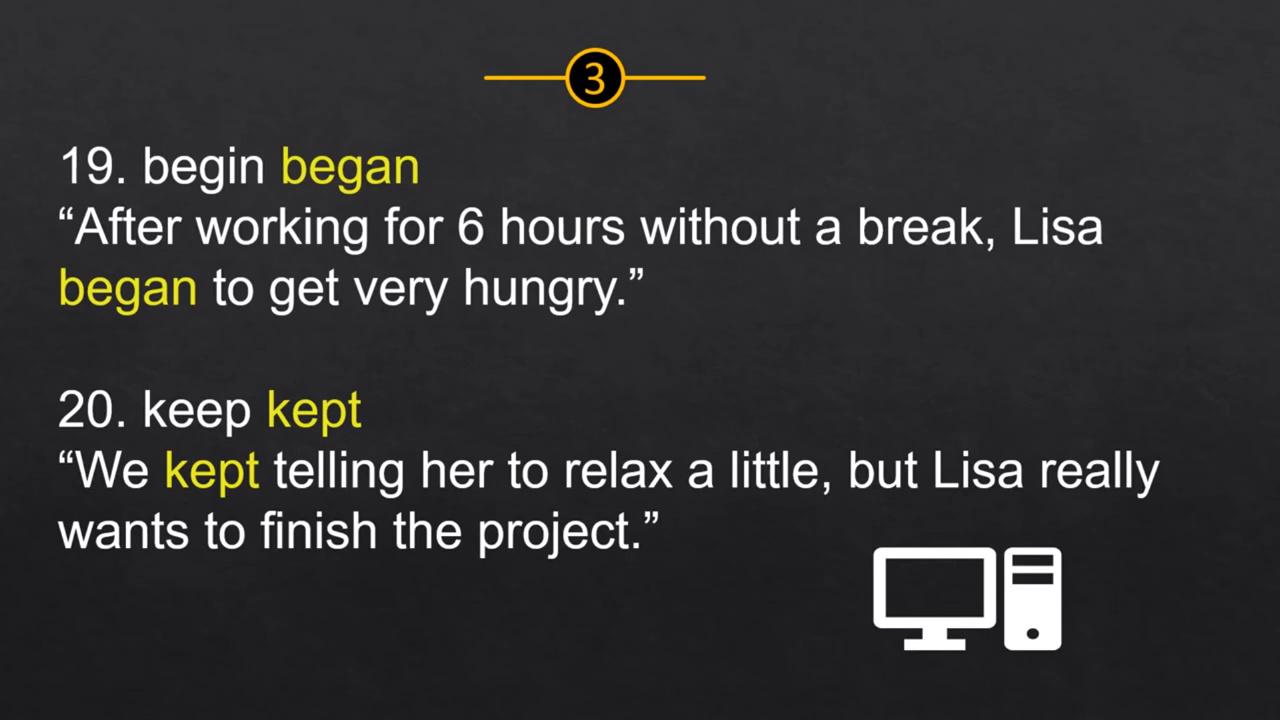 3
19. begin began
“After working for 6 hours without a break, Lisa
began to get very hungry.”
20. keep kept
“We kept telling her to relax a little, but Lisa really
wants to finish the project.”